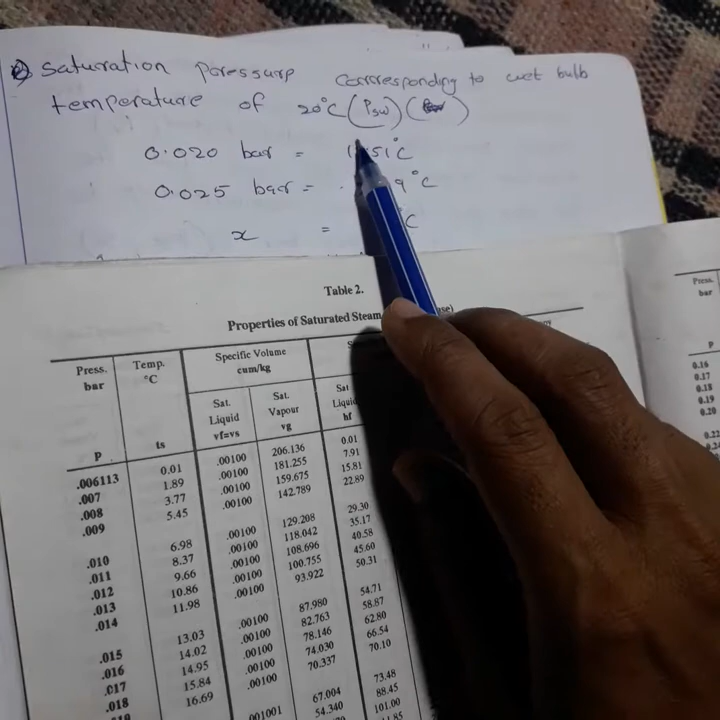 saturation pressure corresponding to wet bulb
temperature of 20°C (Psw)
0.020 bar = 
0.025 bar = 9°C
x = °C
Table 2.
Properties of Saturated Steam
Press. bar Temp. °C Specific Volume cum/kg
P ts Sat. Liquid vf=vs Sat. Vapour vg Sat Liquid hf
.006113 0.01 .00100 206.136 0.01
.007 1.89 .00100 181.255 7.91
.008 3.77 .00100 159.675 15.81
.009 5.45 .00100 142.789 22.89
.010 6.98 .00100 129.208 29.30
.011 8.37 .00100 118.042 35.17
.012 9.66 .00100 108.696 40.58
.013 10.86 .00100 100.755 45.60
.014 11.98 .00100 93.922 50.31
.015 13.03 .00100 87.980 54.71
.016 14.02 .00100 82.763 58.87
.017 14.95 .00100 78.146 62.80
.018 15.84 .00100 74.030 66.54
16.69 .00100 70.337 70.10
.001001 67.004 73.48
54.340 88.45
101.00
Press. bar
P
0.16
0.17
0.18
0.19
0.20
0.22